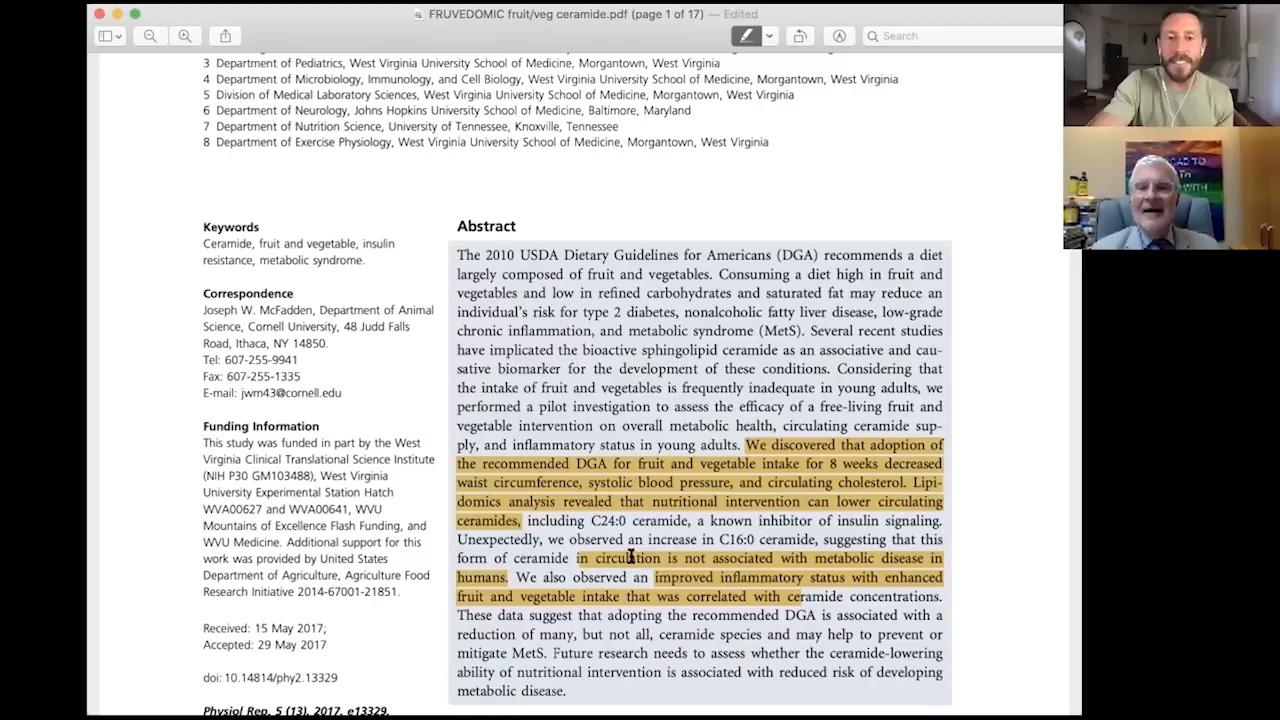 FRUVEDOMIC fruit/veg ceramide.pdf (page 1 of 17) — Edited
Search
3 Department of Pediatrics, West Virginia University School of Medicine, Morgantown, West Virginia
4 Department of Microbiology, Immunology, and Cell Biology, West Virginia University School of Medicine, Morgantown, West Virginia
5 Division of Medical Laboratory Sciences, West Virginia University School of Medicine, Morgantown, West Virginia
6 Department of Neurology, Johns Hopkins University School of Medicine, Baltimore, Maryland
7 Department of Nutrition Science, University of Tennessee, Knoxville, Tennessee
8 Department of Exercise Physiology, West Virginia University School of Medicine, Morgantown, West Virginia
Keywords
Ceramide, fruit and vegetable, insulin
resistance, metabolic syndrome.
Correspondence
Joseph W. McFadden, Department of Animal
Science, Cornell University, 48 Judd Falls
Road, Ithaca, NY 14850.
Tel: 607-255-9941
Fax: 607-255-1335
E-mail: jwm43@cornell.edu
Funding Information
This study was funded in part by the West
Virginia Clinical Translational Science Institute
(NIH P30 GM103488), West Virginia
University Experimental Station Hatch
WVA00627 and WVA00641, WVU
Mountains of Excellence Flash Funding, and
WVU Medicine. Additional support for this
work was provided by United States
Department of Agriculture, Agriculture Food
Research Initiative 2014-67001-21851.
Received: 15 May 2017;
Accepted: 29 May 2017
doi: 10.14814/phy2.13329
Physiol Rep, 5 (13), 2017, e13329,
Abstract
The 2010 USDA Dietary Guidelines for Americans (DGA) recommends a diet
largely composed of fruit and vegetables. Consuming a diet high in fruit and
vegetables and low in refined carbohydrates and saturated fat may reduce an
individual's risk for type 2 diabetes, nonalcoholic fatty liver disease, low-grade
chronic inflammation, and metabolic syndrome (MetS). Several recent studies
have implicated the bioactive sphingolipid ceramide as an associative and cau-
sative biomarker for the development of these conditions. Considering that
the intake of fruit and vegetables is frequently inadequate in young adults, we
performed a pilot investigation to assess the efficacy of a free-living fruit and
vegetable intervention on overall metabolic health, circulating ceramide sup-
ply, and inflammatory status in young adults. We discovered that adoption of
the recommended DGA for fruit and vegetable intake for 8 weeks decreased
waist circumference, systolic blood pressure, and circulating cholesterol. Lipi-
domics analysis revealed that nutritional intervention can lower circulating
ceramides, including C24:0 ceramide, a known inhibitor of insulin signaling.
Unexpectedly, we observed an increase in C16:0 ceramide, suggesting that this
form of ceramide in circulation is not associated with metabolic disease in
humans. We also observed an improved inflammatory status with enhanced
fruit and vegetable intake that was correlated with ceramide concentrations.
These data suggest that adopting the recommended DGA is associated with a
reduction of many, but not all, ceramide species and may help to prevent or
mitigate MetS. Future research needs to assess whether the ceramide-lowering
ability of nutritional intervention is associated with reduced risk of developing
metabolic disease.